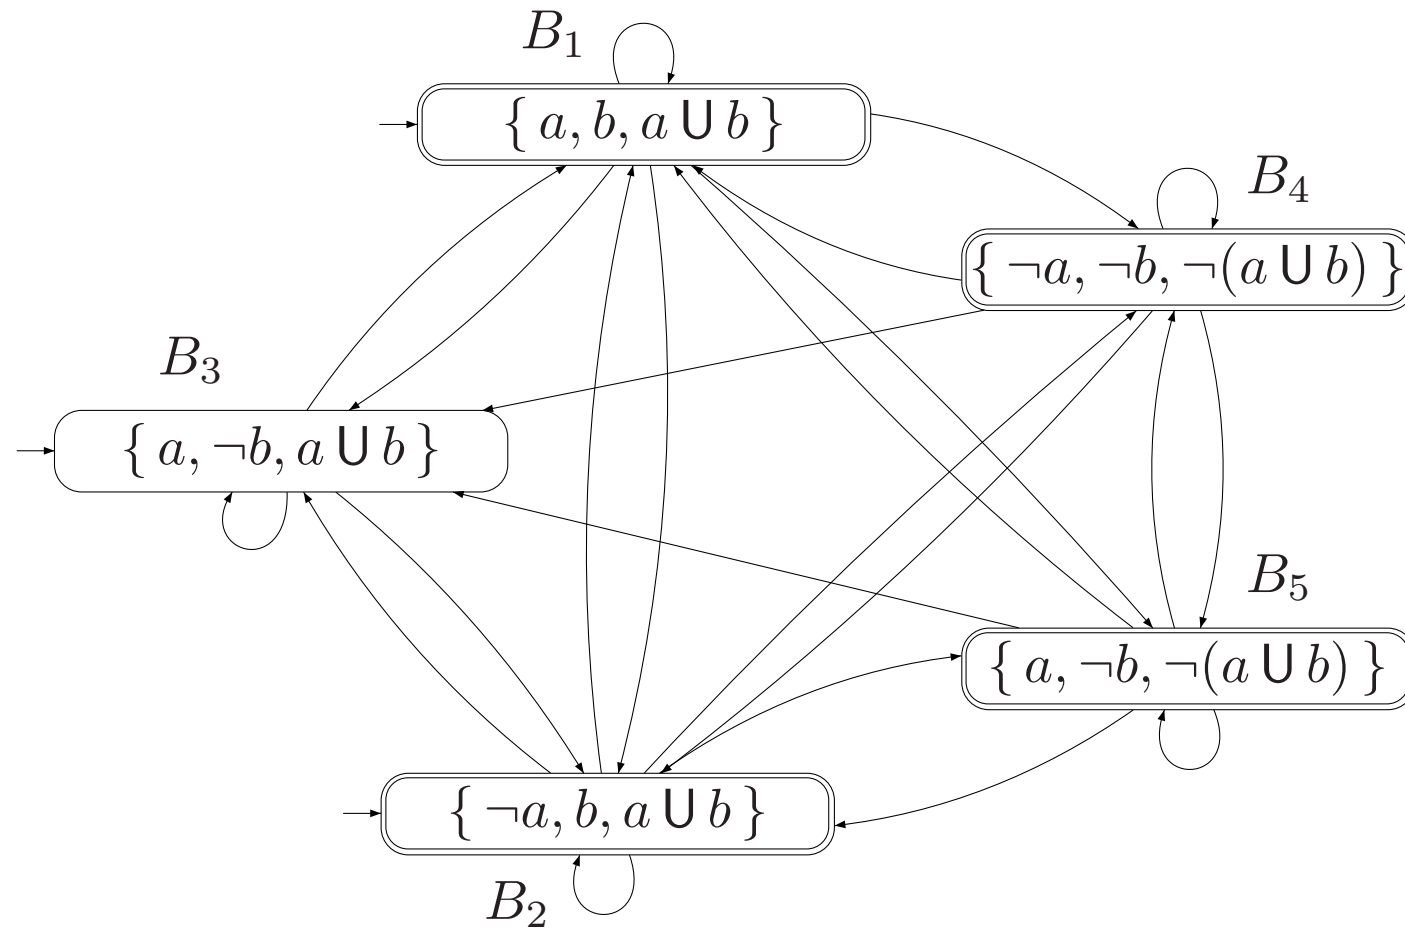 B₁
{ a, b, a U b }
B₄
{ ¬a, ¬b, ¬(a U b) }
B₃
{ a, ¬b, a U b }
B₅
{ a, ¬b, ¬(a U b) }
{ ¬a, b, a U b }
B₂